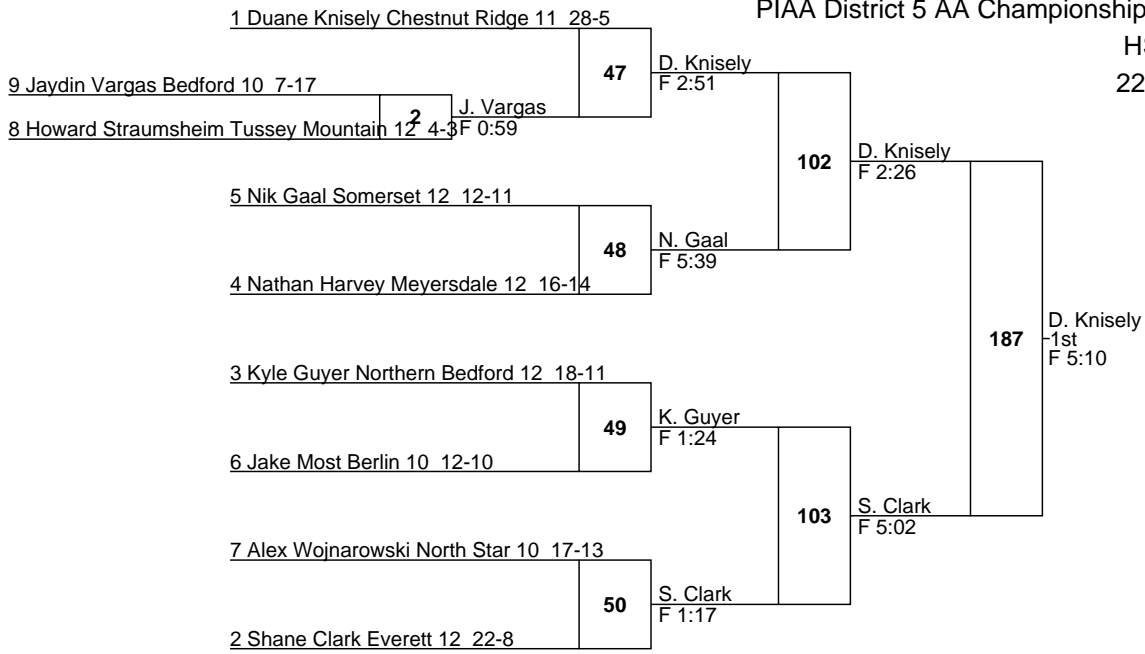 PIAA District 5 AA Championship
HS
22
1 Duane Knisely Chestnut Ridge 11 28-5
47
D. Knisely
F 2:51
9 Jaydin Vargas Bedford 10 7-17
2
J. Vargas
F 0:59
8 Howard Straumsheim Tussey Mountain 12 4-3
102
D. Knisely
F 2:26
5 Nik Gaal Somerset 12 12-11
48
N. Gaal
F 5:39
4 Nathan Harvey Meyersdale 12 16-14
187
D. Knisely
1st
F 5:10
3 Kyle Guyer Northern Bedford 12 18-11
49
K. Guyer
F 1:24
6 Jake Most Berlin 10 12-10
103
S. Clark
F 5:02
7 Alex Wojnarowski North Star 10 17-13
50
S. Clark
F 1:17
2 Shane Clark Everett 12 22-8